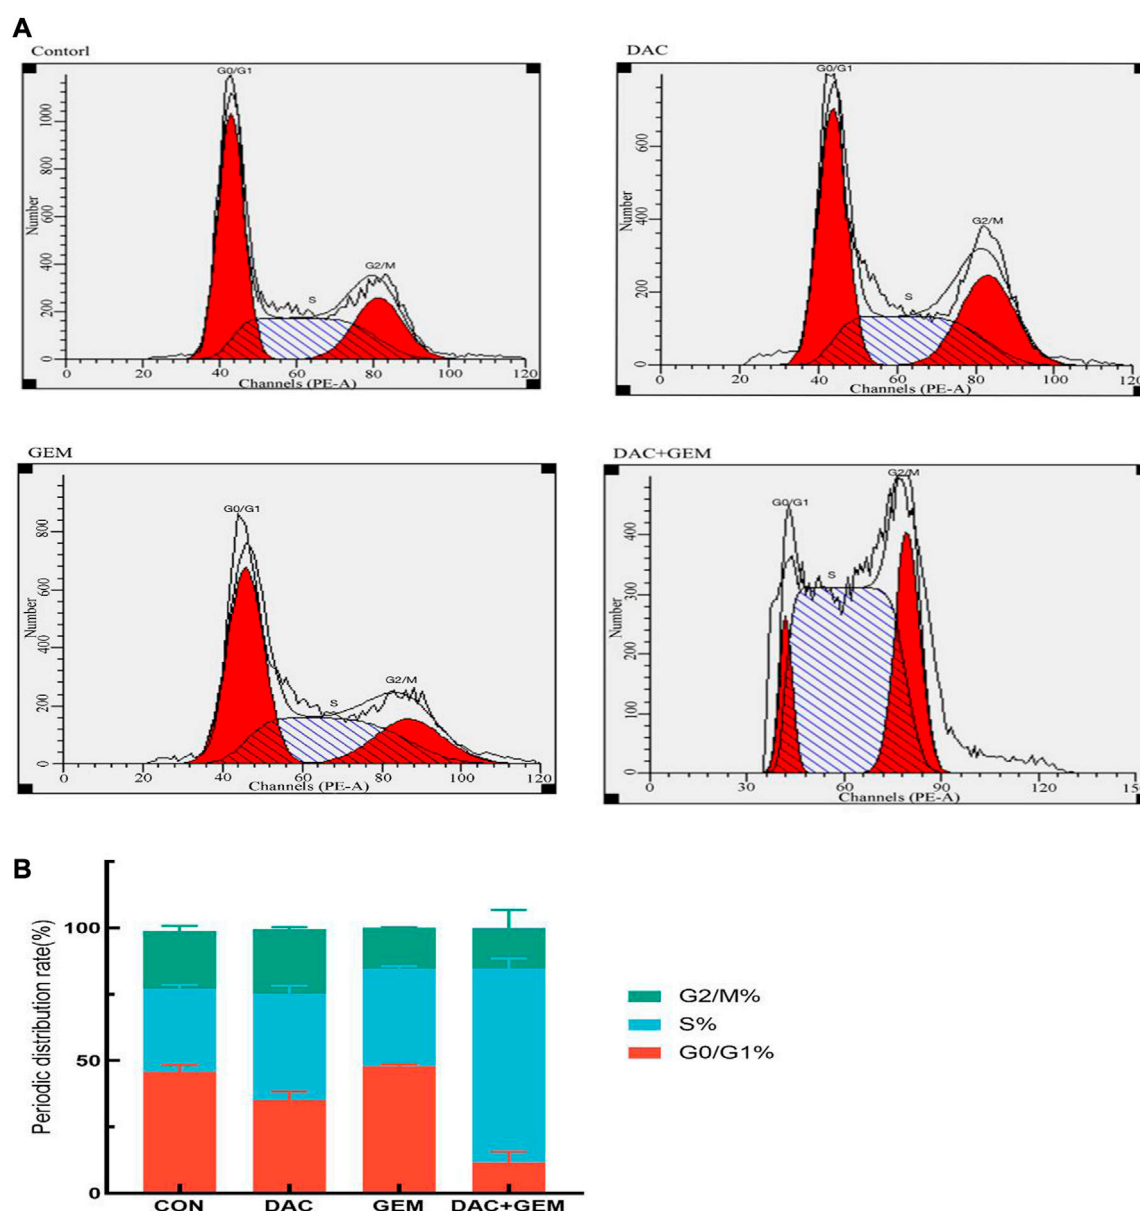 A
Contorl
G0/G1
G2/M
S
Number
0
200
400
600
800
1000
0
20
40
60
80
100
120
Channels (PE-A)
DAC
G0/G1
G2/M
S
Number
0
200
400
600
0
20
40
60
80
100
120
Channels (PE-A)
GEM
G0/G1
G2/M
S
Number
0
200
400
600
800
0
20
40
60
80
100
120
Channels (PE-A)
DAC+GEM
G0/G1
G2/M
S
Number
0
100
200
300
400
0
30
60
90
120
Channels (PE-A)
B
Periodic distribution rate(%)
100
50
0
CON DAC GEM DAC+GEM
G2/M%
S%
G0/G1%